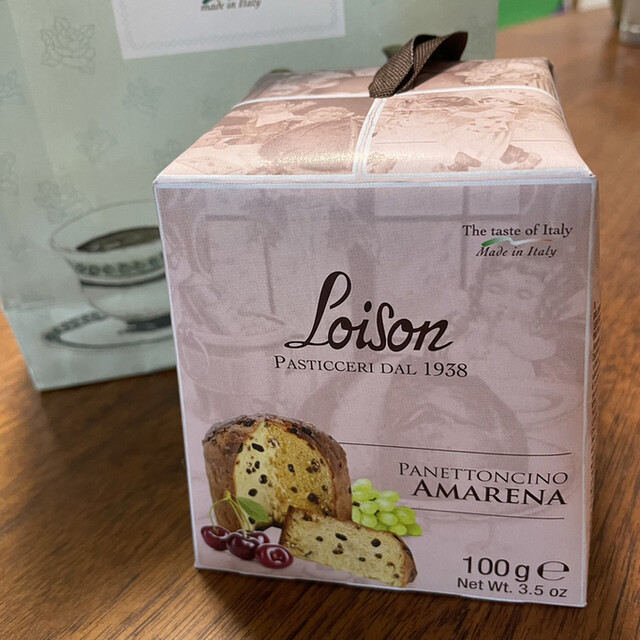 made in Italy
The taste of Italy
Made in Italy
Loison
PASTICCERI DAL 1938
PANETTONCINO
AMARENA
100 g ℮
Net Wt. 3.5 oz